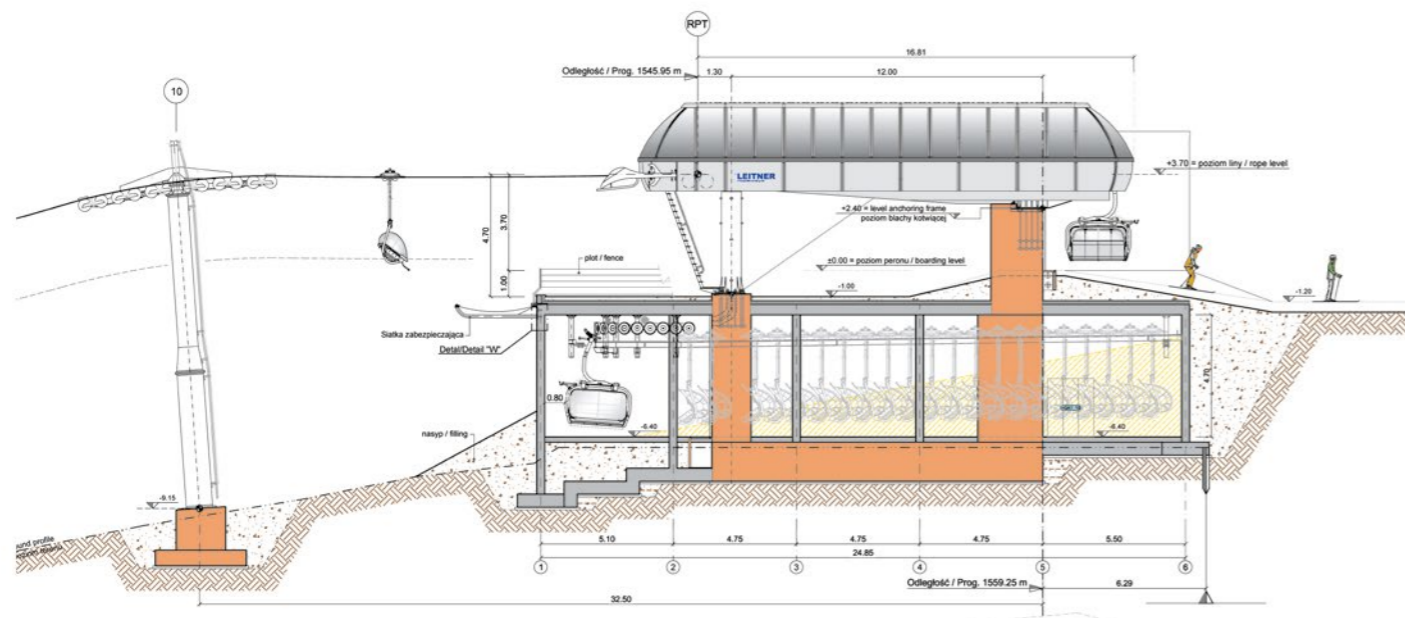 RPT
16.81
Odległość / Prog. 1545.95 m
1.30
12.00
10
+3.70 = poziom liny / rope level
LEITNER
+2.40 = level anchoring frame
poziom blachy kotwiącej
4.70
3.70
1.00
płot / fence
±0.00 = poziom peronu / boarding level
-1.00
-1.20
Siatka zabezpieczająca
Detal/Detail "W"
0.80
4.70
nasyp / filling
-6.40
-6.40
-9.15
5.10
4.75
4.75
4.75
5.50
24.85
1
2
3
4
5
6
Odległość / Prog. 1559.25 m
6.29
32.50